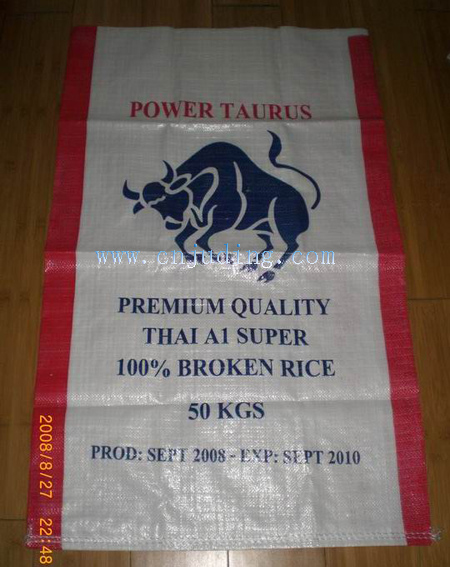 POWER TAURUS
www.cnjuding.com
PREMIUM QUALITY
THAI A1 SUPER
100% BROKEN RICE
50 KGS
PROD: SEPT 2008 - EXP: SEPT 2010
2008/8/27 22:48